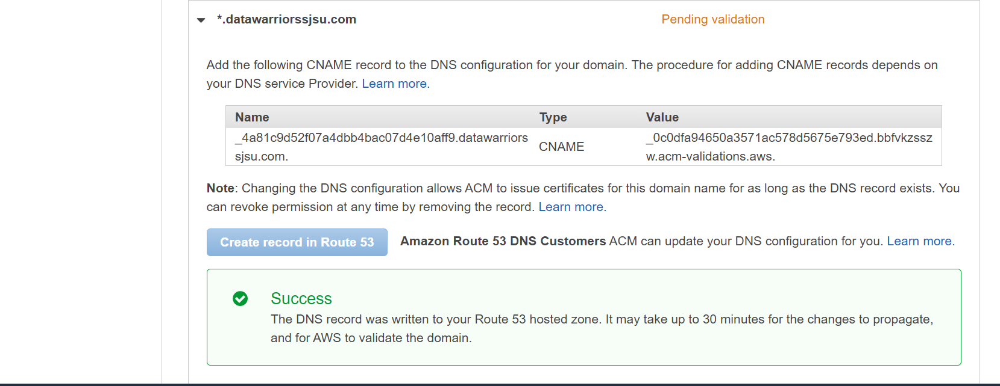 *.datawarriorssjsu.com Pending validation
Add the following CNAME record to the DNS configuration for your domain. The procedure for adding CNAME records depends on
your DNS service Provider. Learn more.
Name Type Value
_4a81c9d52f07a4dbb4bac07d4e10aff9.datawarriors
sjsu.com.
CNAME
_0c0dfa94650a3571ac578d5675e793ed.bbfvkzssz
w.acm-validations.aws.
Note: Changing the DNS configuration allows ACM to issue certificates for this domain name for as long as the DNS record exists. You
can revoke permission at any time by removing the record. Learn more.
Create record in Route 53 Amazon Route 53 DNS Customers ACM can update your DNS configuration for you. Learn more.
Success
The DNS record was written to your Route 53 hosted zone. It may take up to 30 minutes for the changes to propagate,
and for AWS to validate the domain.